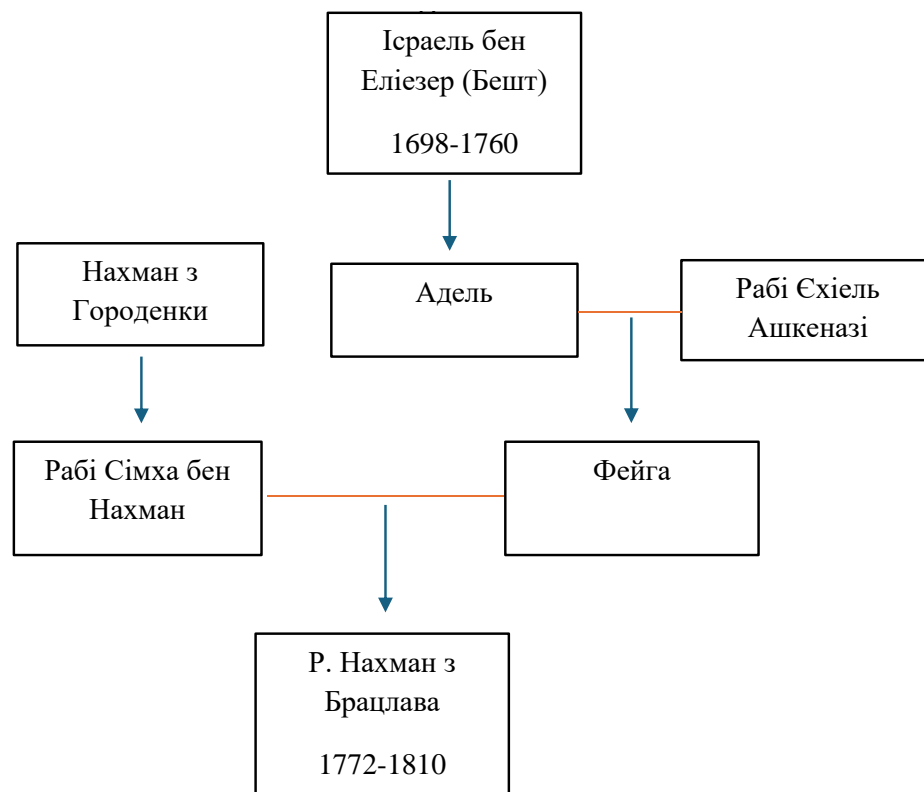 Ісраель бен
Еліезер (Бешт)
1698-1760
Нахман з
Городенки
Адель
Рабі Єхіель
Ашкеназі
Рабі Сімха бен
Нахман
Фейга
Р. Нахман з
Брацлава
1772-1810